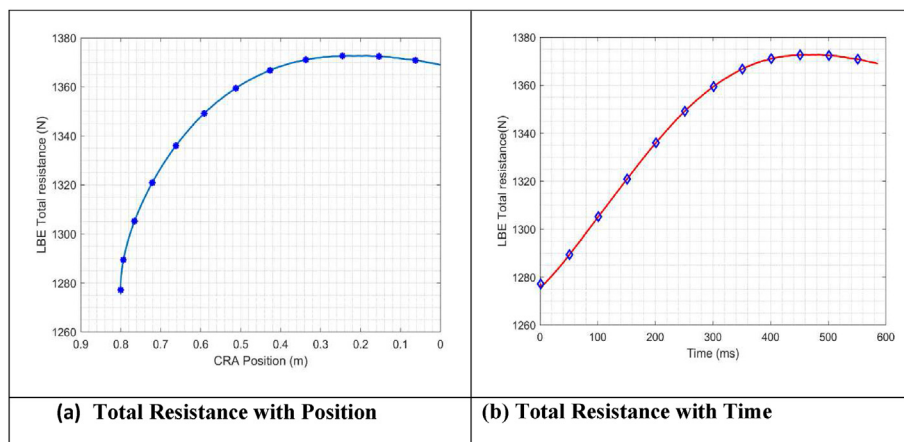 1380
1360
1340
1320
1300
1280
1260
LBE Total resistance (N)
0.9 0.8 0.7 0.6 0.5 0.4 0.3 0.2 0.1 0
CRA Position (m)
1380
1360
1340
1320
1300
1280
1260
LBE Total resistance(N)
0 100 200 300 400 500 600
Time (ms)
(a) Total Resistance with Position
(b) Total Resistance with Time